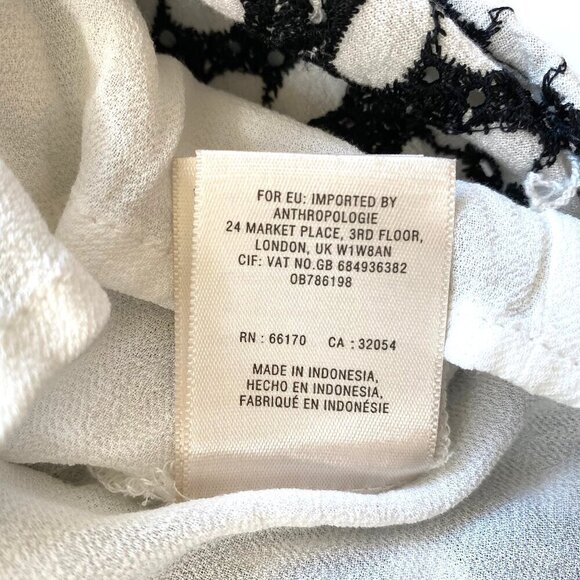 FOR EU: IMPORTED BY
ANTHROPOLOGIE
24 MARKET PLACE, 3RD FLOOR,
LONDON, UK W1W8AN
CIF: VAT NO.GB 684936382
OB786198
RN : 66170 CA : 32054
MADE IN INDONESIA,
HECHO EN INDONESIA,
FABRIQUÉ EN INDONÉSIE